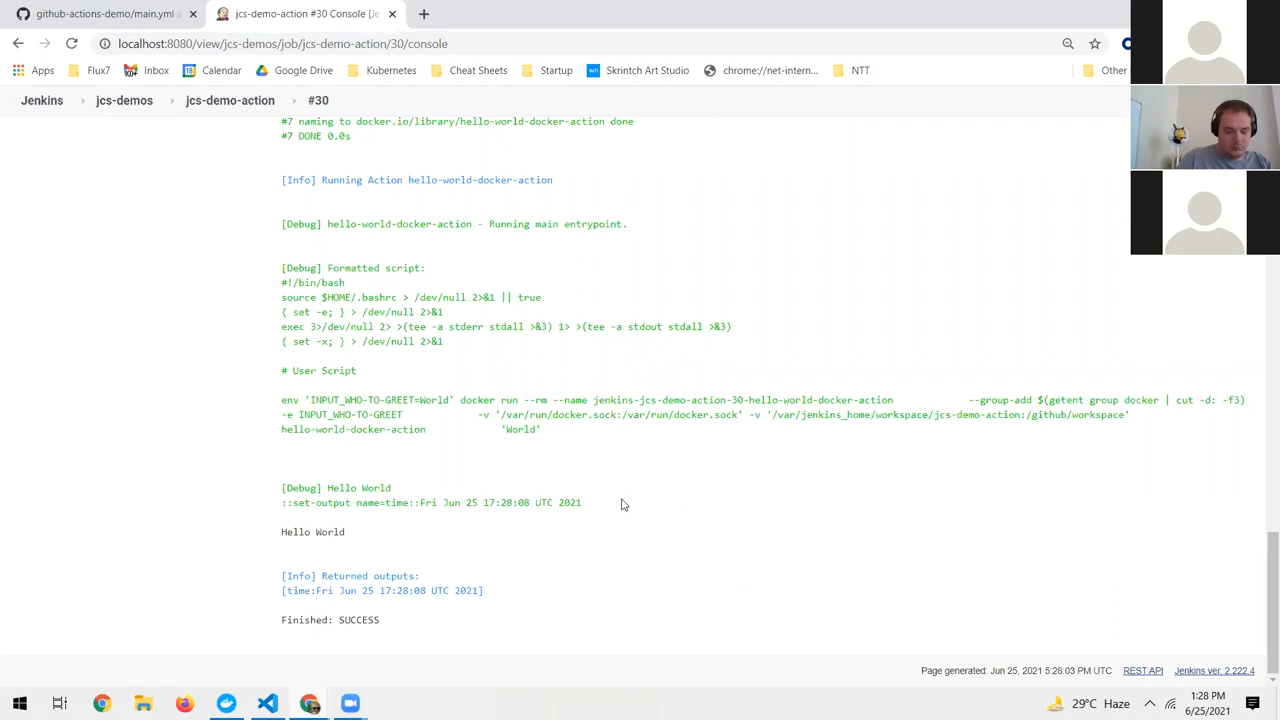 github-actions-demo/main.yml a
jcs-demo-action #30 Console [Je
localhost:8080/view/jcs-demos/job/jcs-demo-action/30/console
Apps Flux7 Inbox Calendar Google Drive Kubernetes Cheat Sheets Startup Skrintch Art Studio chrome://net-intern... NTT Other
Jenkins jcs-demos jcs-demo-action #30
#7 naming to docker.io/library/hello-world-docker-action done
#7 DONE 0.0s
[Info] Running Action hello-world-docker-action
[Debug] hello-world-docker-action - Running main entrypoint.
[Debug] Formatted script:
#!/bin/bash
source $HOME/.bashrc > /dev/null 2>&1 || true
{ set -e; } > /dev/null 2>&1
exec 3>/dev/null 2> >(tee -a stderr stdall >&3) 1> >(tee -a stdout stdall >&3)
{ set -x; } > /dev/null 2>&1
# User Script
env 'INPUT_WHO-TO-GREET=World' docker run --rm --name jenkins-jcs-demo-action-30-hello-world-docker-action --group-add $(getent group docker | cut -d: -f3)
-e INPUT_WHO-TO-GREET -v '/var/run/docker.sock:/var/run/docker.sock' -v '/var/jenkins_home/workspace/jcs-demo-action:/github/workspace'
hello-world-docker-action 'World'
[Debug] Hello World
::set-output name=time::Fri Jun 25 17:28:08 UTC 2021
Hello World
[Info] Returned outputs:
[time:Fri Jun 25 17:28:08 UTC 2021]
Finished: SUCCESS
Page generated: Jun 25, 2021 5:28:03 PM UTC REST API Jenkins ver. 2.222.4
29°C Haze
1:28 PM
6/25/2021